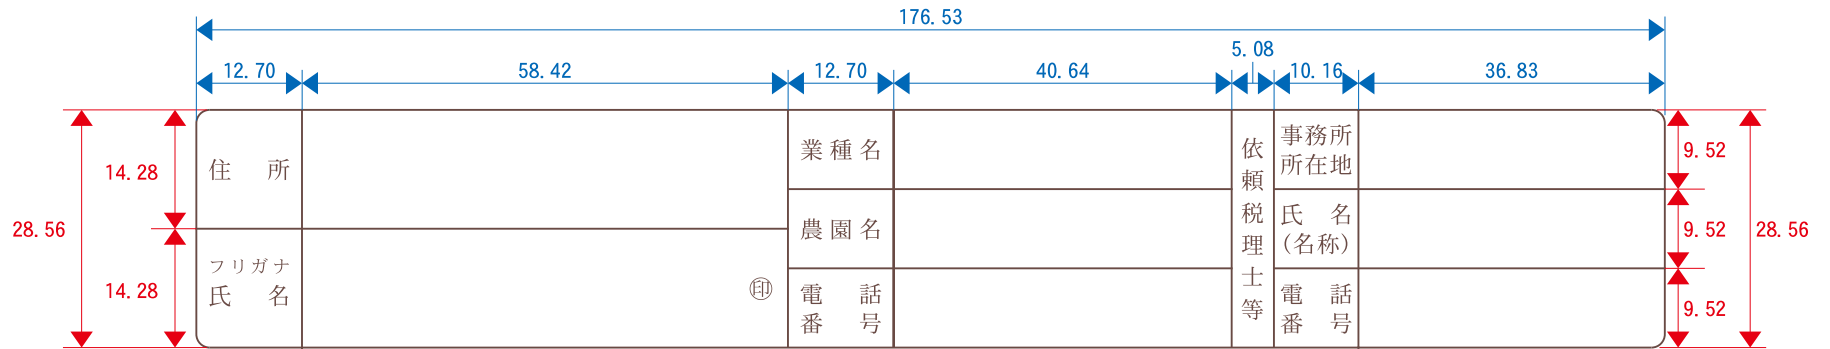 176.53
5.08
12.70
58.42
12.70
40.64
10.16
36.83
14.28
28.56
14.28
住所
フリガナ
氏名
㊞
業種名
農園名
電話
番号
依頼税理士等
事務所
所在地
氏名
(名称)
電話
番号
9.52
9.52
28.56
9.52